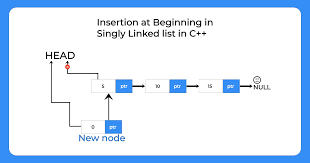 Insertion at Beginning in
Singly Linked list in C++
HEAD
5 ptr 10 ptr 15 ptr
NULL
0 ptr
New node